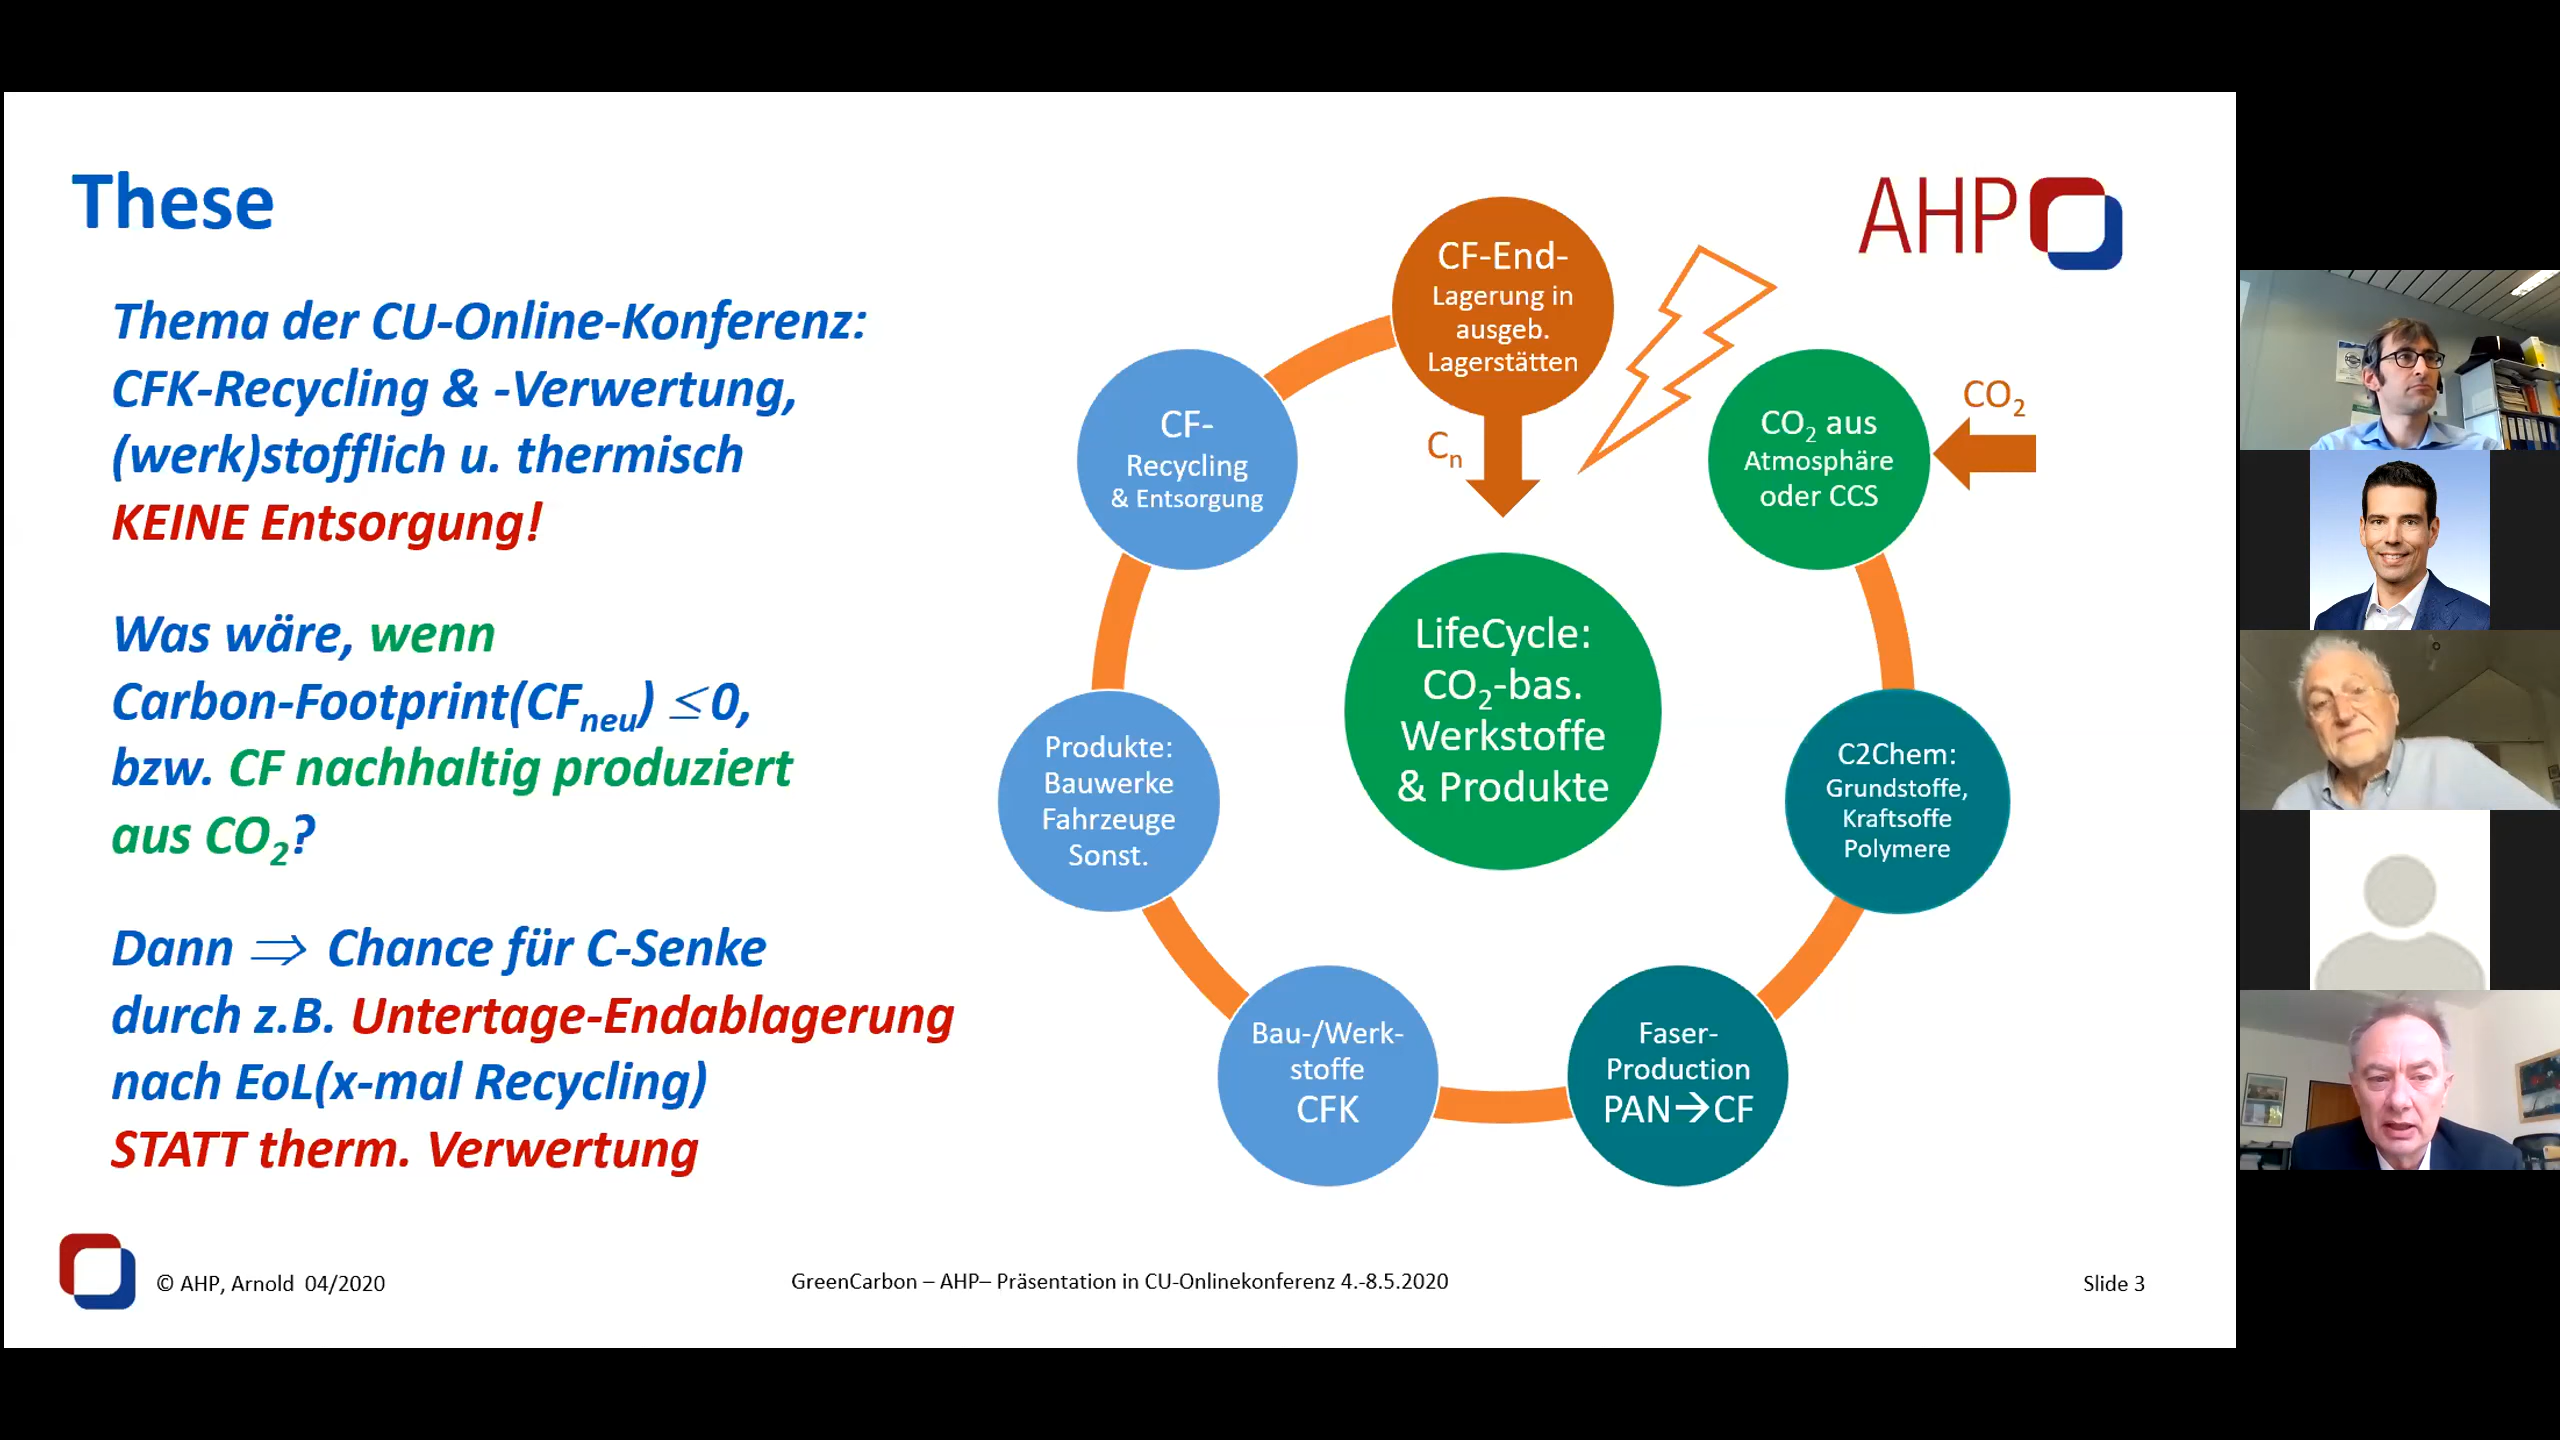 These
AHP
Thema der CU-Online-Konferenz:
CFK-Recycling & -Verwertung,
(werk)stofflich u. thermisch
KEINE Entsorgung!
Was wäre, wenn
Carbon-Footprint(CFneu) ≤0,
bzw. CF nachhaltig produziert
aus CO2?
Dann ⇒ Chance für C-Senke
durch z.B. Untertage-Endablagerung
nach EoL(x-mal Recycling)
STATT therm. Verwertung
CF-End-
Lagerung in
ausgeb.
Lagerstätten
Cn
CO2
CO2 aus
Atmosphäre
oder CCS
C2Chem:
Grundstoffe,
Kraftsoffe
Polymere
Faser-
Production
PAN→CF
Bau-/Werk-
stoffe
CFK
Produkte:
Bauwerke
Fahrzeuge
Sonst.
CF-
Recycling
& Entsorgung
LifeCycle:
CO2-bas.
Werkstoffe
& Produkte
© AHP, Arnold 04/2020
GreenCarbon – AHP– Präsentation in CU-Onlinekonferenz 4.-8.5.2020
Slide 3